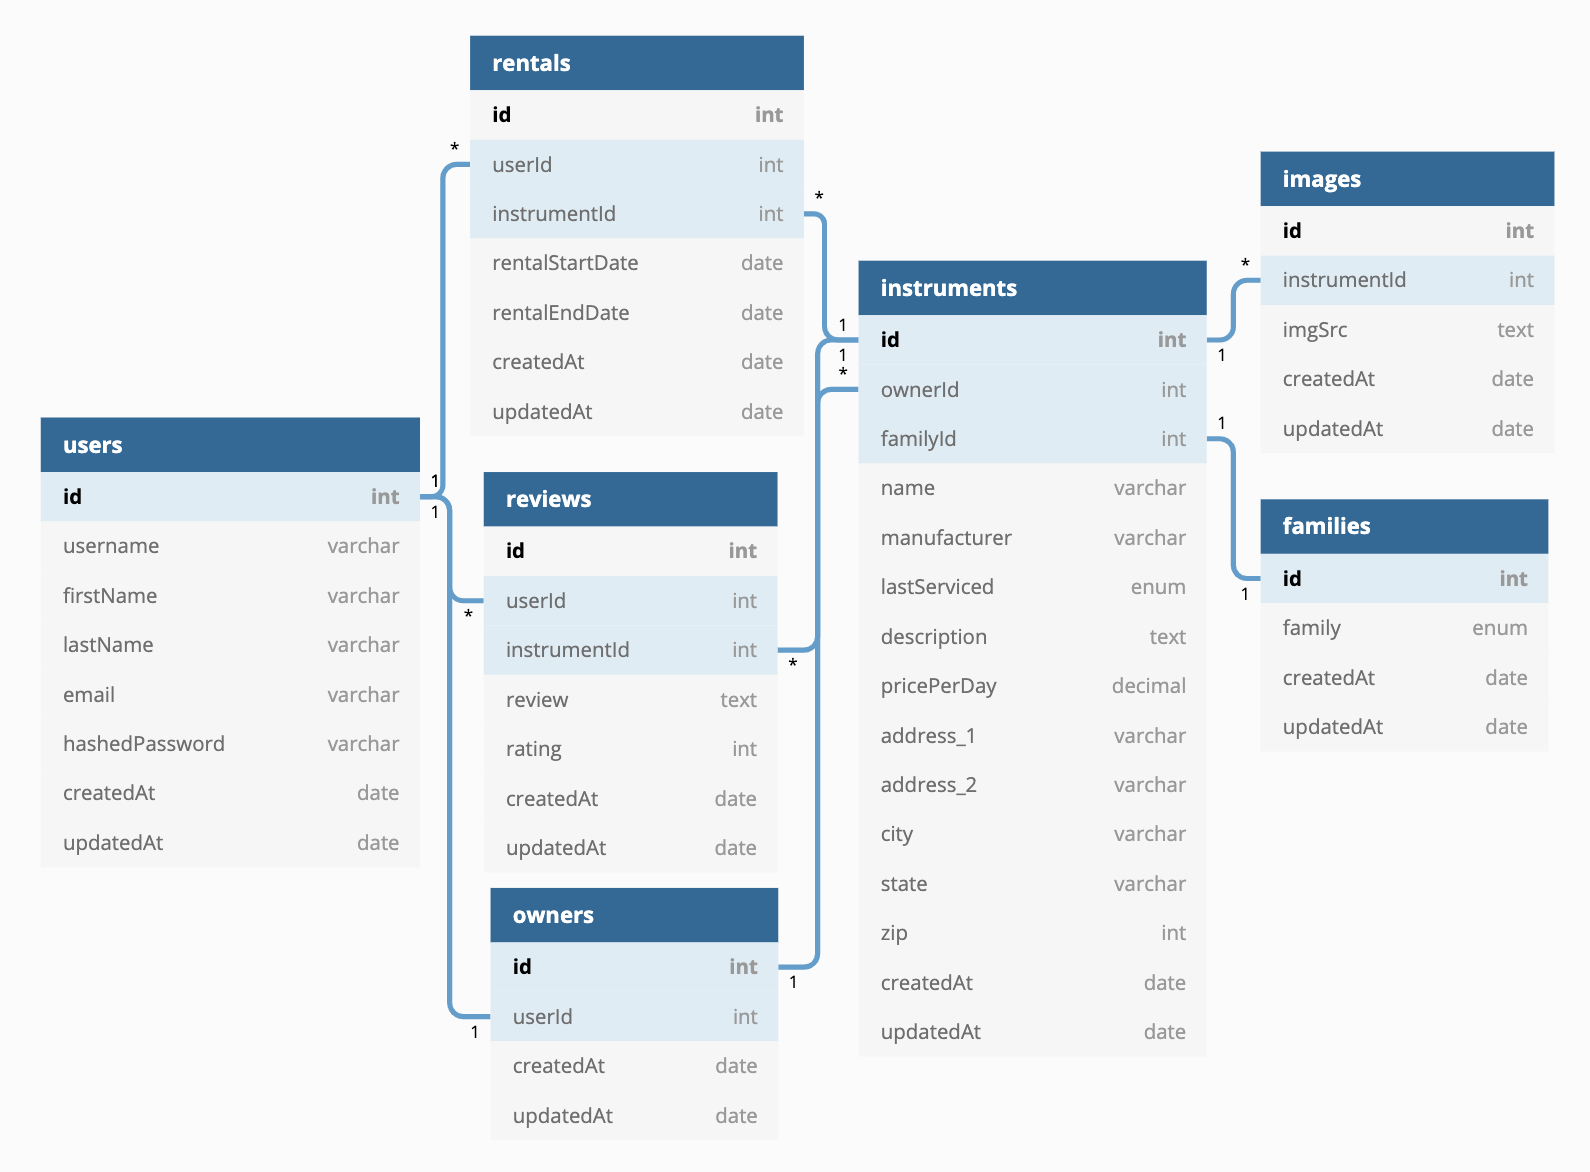 rentals
id int
userId int
instrumentId int
rentalStartDate date
rentalEndDate date
createdAt date
updatedAt date
*
*
users
id int
username varchar
firstName varchar
lastName varchar
email varchar
hashedPassword varchar
createdAt date
updatedAt date
1
1
reviews
id int
userId int
instrumentId int
review text
rating int
createdAt date
updatedAt date
*
*
owners
id int
userId int
createdAt date
updatedAt date
1
1
instruments
id int
ownerId int
familyId int
name varchar
manufacturer varchar
lastServiced enum
description text
pricePerDay decimal
address_1 varchar
address_2 varchar
city varchar
state varchar
zip int
createdAt date
updatedAt date
1
1
*
1
1
images
id int
instrumentId int
imgSrc text
createdAt date
updatedAt date
*
families
id int
family enum
createdAt date
updatedAt date
1